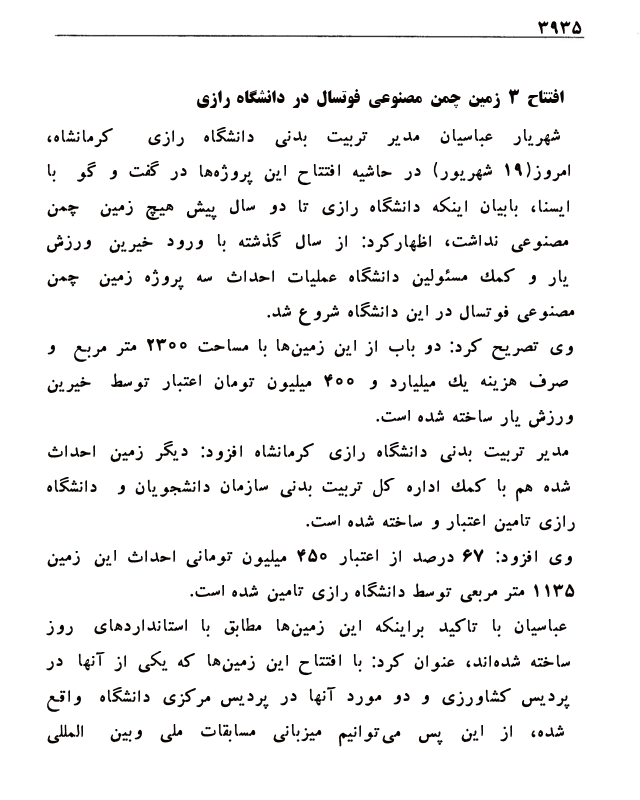 ۳۹۳۵
افتتاح ۳ زمین چمن مصنوعی فوتسال در دانشگاه رازی
شهریار عباسیان مدیر تربیت بدنی دانشگاه رازی کرمانشاه،
امروز(۱۹ شهریور) در حاشیه افتتاح این پروژه‌ها در گفت و گو با
ایسنا، بابیان اینکه دانشگاه رازی تا دو سال پیش هیچ زمین چمن
مصنوعی نداشت، اظهارکرد: از سال گذشته با ورود خیرین ورزش
یار و کمك مسئولین دانشگاه عملیات احداث سه پروژه زمین چمن
مصنوعی فوتسال در این دانشگاه شروع شد.
وی تصریح کرد: دو باب از این زمین‌ها با مساحت ۲۳۰۰ متر مربع و
صرف هزینه یك میلیارد و ۴۰۰ میلیون تومان اعتبار توسط خیرین
ورزش یار ساخته شده است.
مدیر تربیت بدنی دانشگاه رازی کرمانشاه افزود: دیگر زمین احداث
شده هم با کمك اداره کل تربیت بدنی سازمان دانشجویان و دانشگاه
رازی تامین اعتبار و ساخته شده است.
وی افزود: ۶۷ درصد از اعتبار ۴۵۰ میلیون تومانی احداث این زمین
۱۱۳۵ متر مربعی توسط دانشگاه رازی تامین شده است.
عباسیان با تاکید براینکه این زمین‌ها مطابق با استانداردهای روز
ساخته شده‌اند، عنوان کرد: با افتتاح این زمین‌ها که یکی از آنها در
پردیس کشاورزی و دو مورد آنها در پردیس مرکزی دانشگاه واقع
شده، از این پس می‌توانیم میزبانی مسابقات ملی وبین المللی